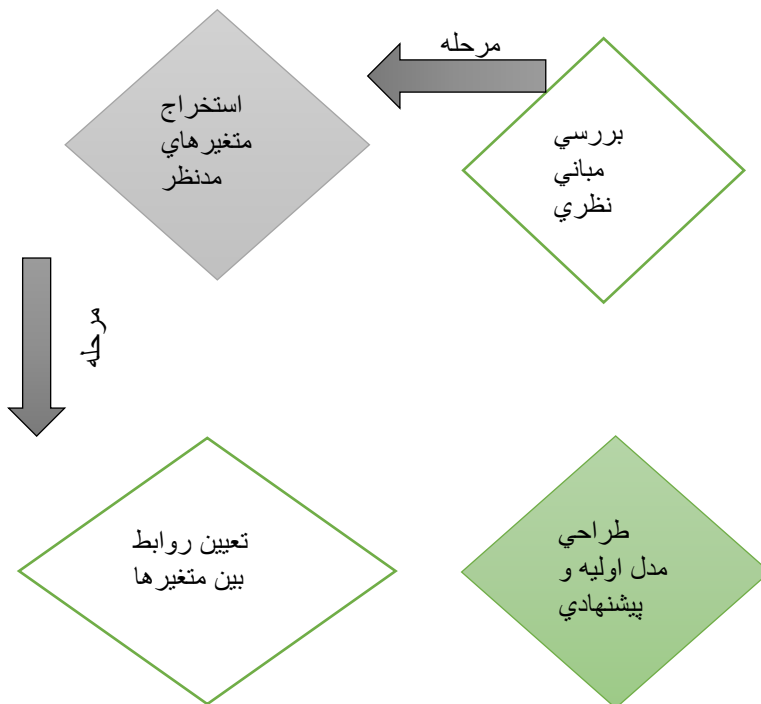 مرحله
بررسي
مباني
نظري
استخراج
متغيرهاي
مدنظر
مرحله
تعيين روابط
بين متغيرها
طراحي
مدل اوليه و
پيشنهادي